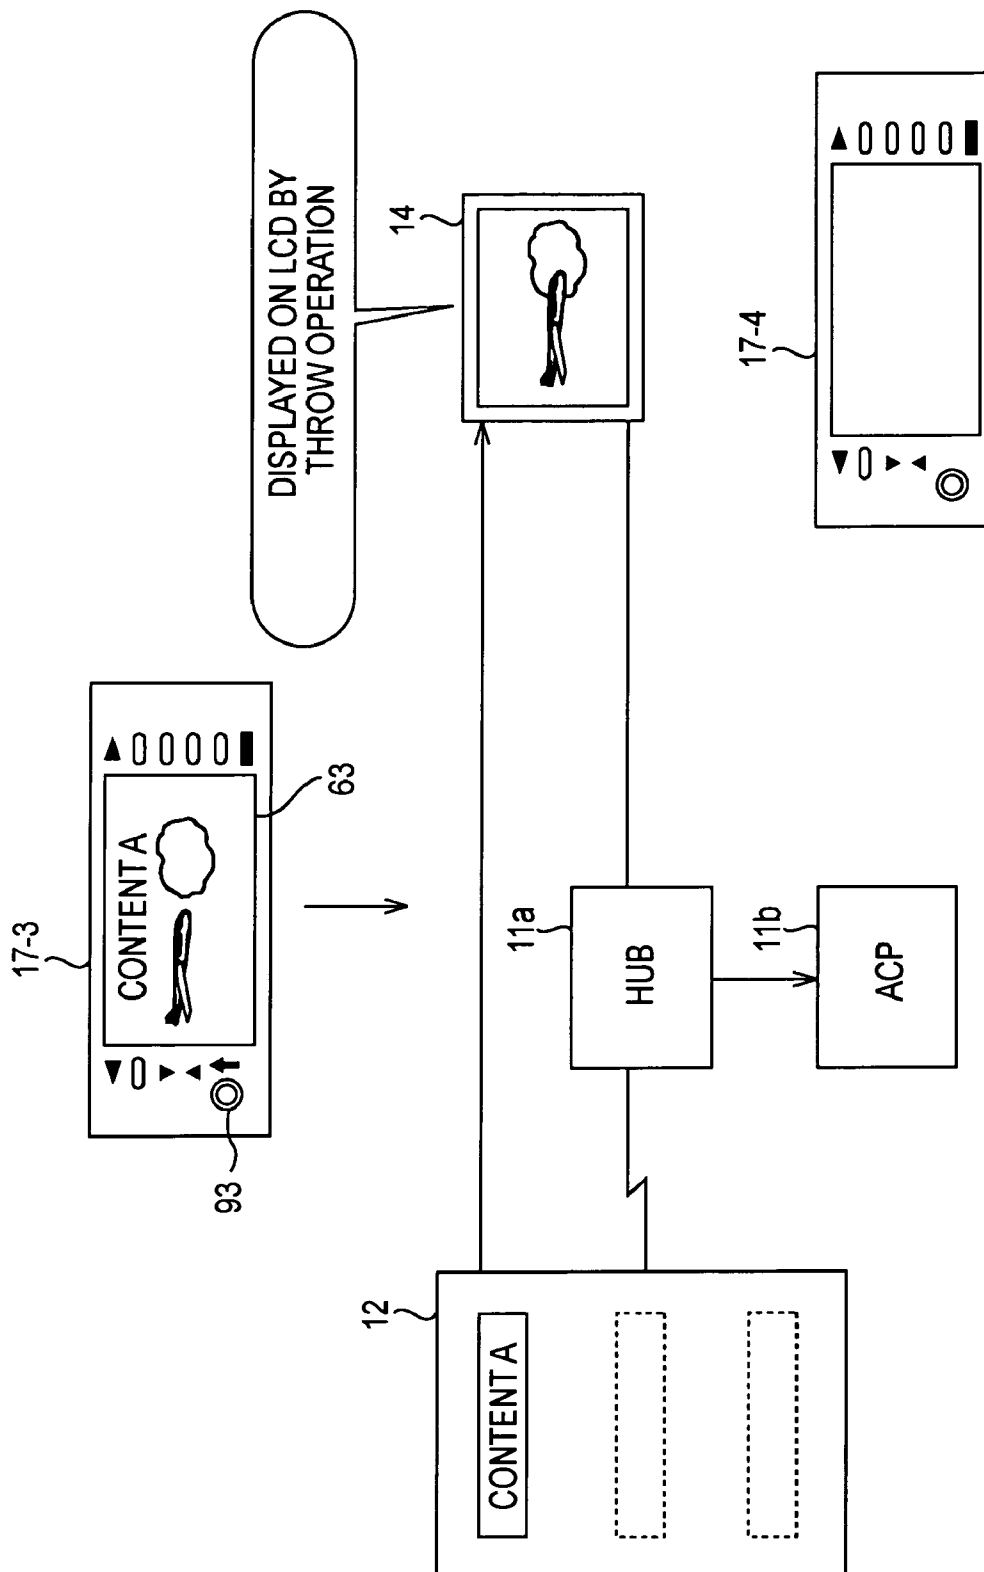 17-3
CONTENT A
93
63
DISPLAYED ON LCD BY
THROW OPERATION
12
CONTENT A
14
11a
HUB
11b
ACP
17-4